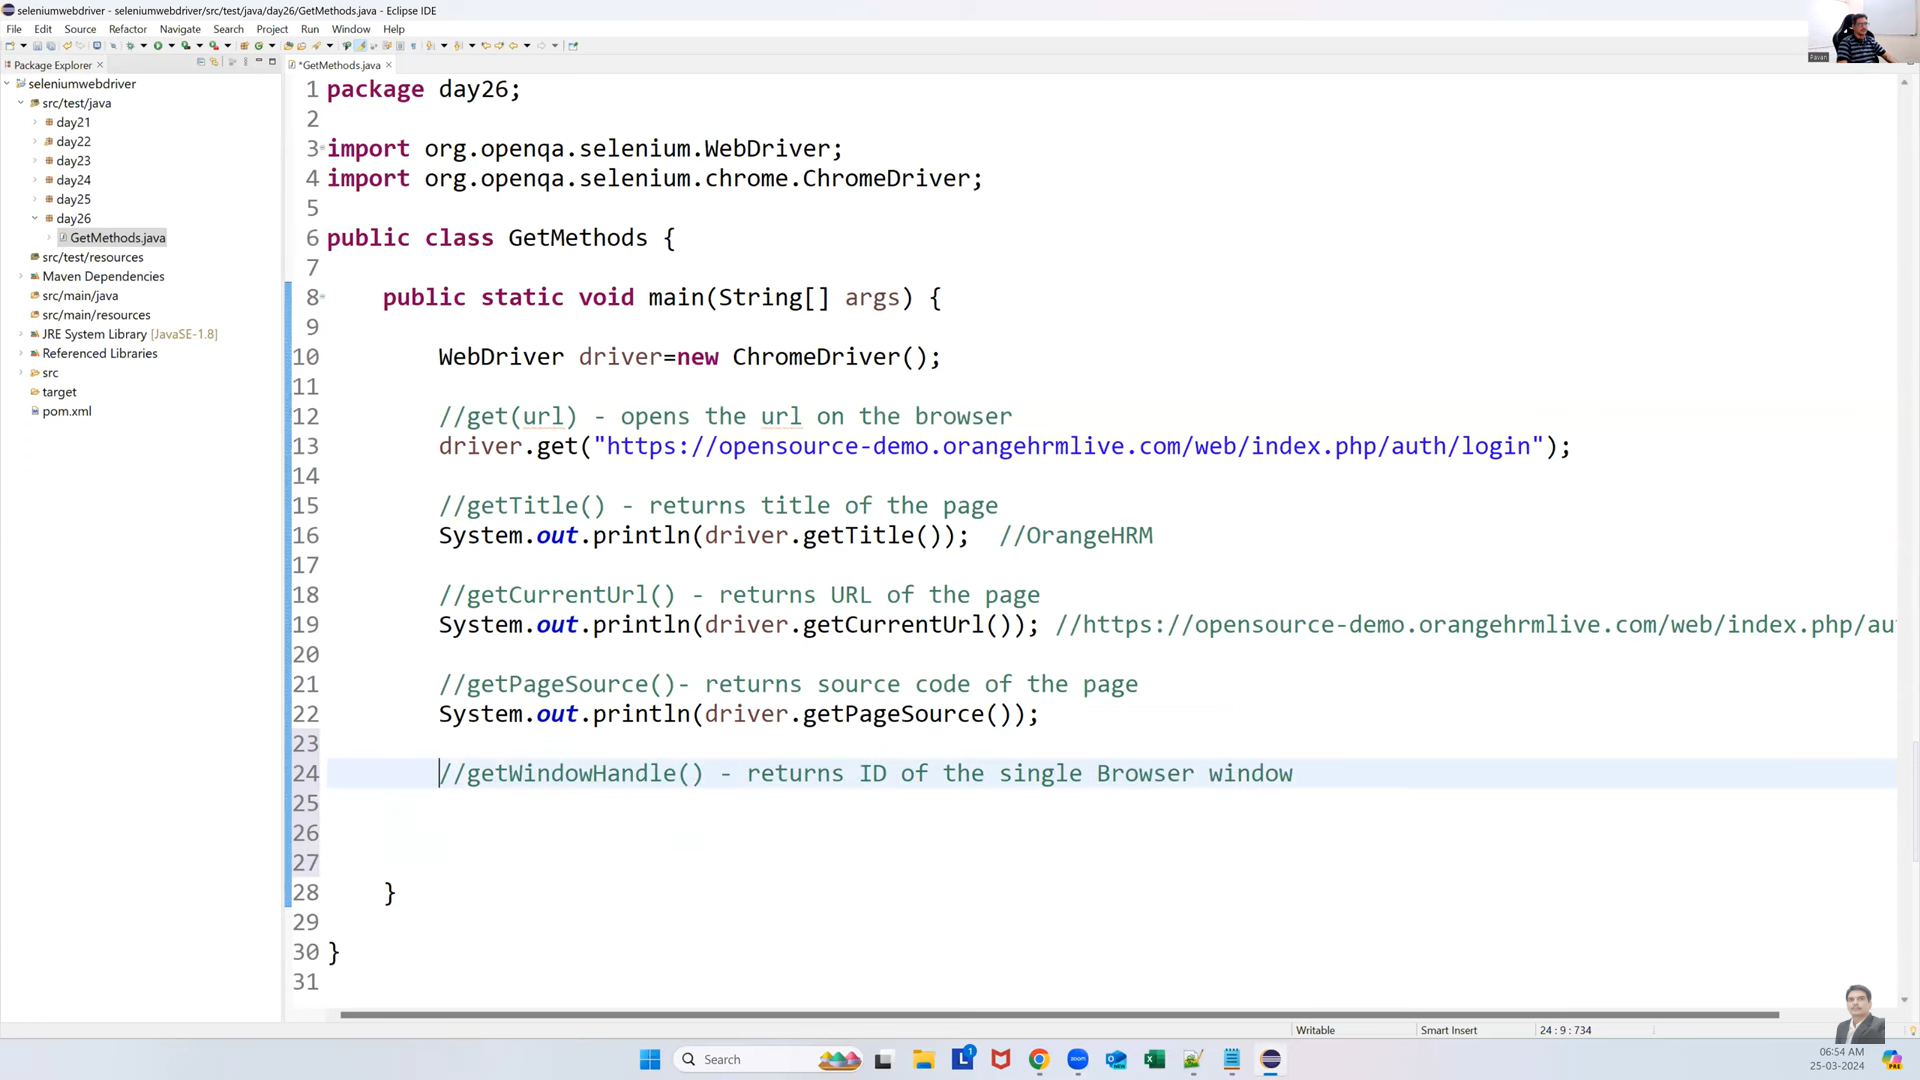 seleniumwebdriver - seleniumwebdriver/src/test/java/day26/GetMethods.java - Eclipse IDE
File Edit Source Refactor Navigate Search Project Run Window Help
Pavan
Package Explorer
*GetMethods.java
seleniumwebdriver
src/test/java
day21
day22
day23
day24
day25
day26
GetMethods.java
src/test/resources
Maven Dependencies
src/main/java
src/main/resources
JRE System Library [JavaSE-1.8]
Referenced Libraries
src
target
pom.xml
1 package day26;
2
3 import org.openqa.selenium.WebDriver;
4 import org.openqa.selenium.chrome.ChromeDriver;
5
6 public class GetMethods {
7
8 public static void main(String[] args) {
9
10 WebDriver driver=new ChromeDriver();
11
12 //get(url) - opens the url on the browser
13 driver.get("https://opensource-demo.orangehrmlive.com/web/index.php/auth/login");
14
15 //getTitle() - returns title of the page
16 System.out.println(driver.getTitle()); //OrangeHRM
17
18 //getCurrentUrl() - returns URL of the page
19 System.out.println(driver.getCurrentUrl()); //https://opensource-demo.orangehrmlive.com/web/index.php/au
20
21 //getPageSource()- returns source code of the page
22 System.out.println(driver.getPageSource());
23
24 //getWindowHandle() - returns ID of the single Browser window
25
26
27
28 }
29
30 }
31
Writable Smart Insert 24 : 9 : 734
Search
06:54 AM
25-03-2024